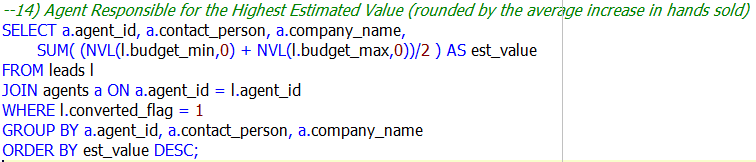 --14) Agent Responsible for the Highest Estimated Value (rounded by the average increase in hands sold)
SELECT a.agent_id, a.contact_person, a.company_name,
SUM( (NVL(l.budget_min,0) + NVL(l.budget_max,0))/2 ) AS est_value
FROM leads l
JOIN agents a ON a.agent_id = l.agent_id
WHERE l.converted_flag = 1
GROUP BY a.agent_id, a.contact_person, a.company_name
ORDER BY est_value DESC;